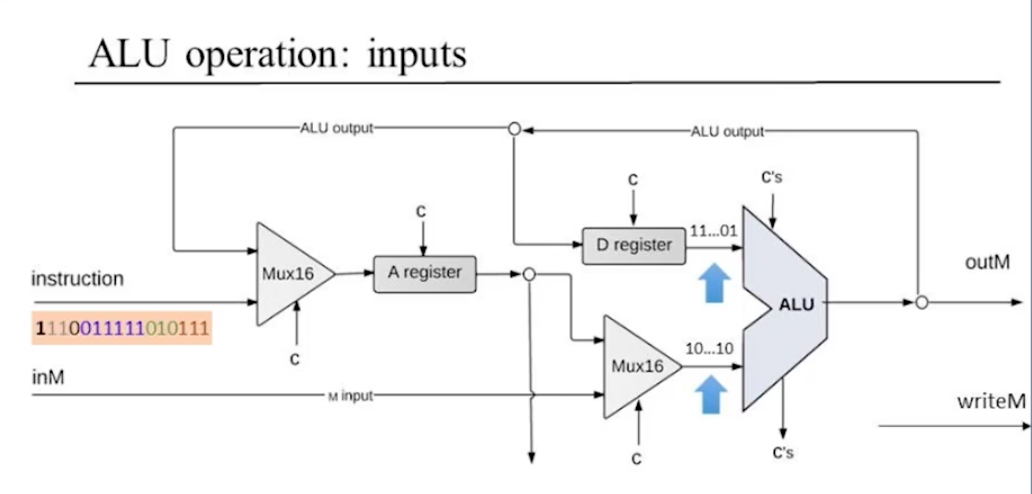 ALU operation: inputs
ALU output
ALU output
C
C's
C
11...01
D register
outM
instruction
Mux16
A register
ALU
1110011111010111
10...10
C
Mux16
inM
M input
writeM
C
C's